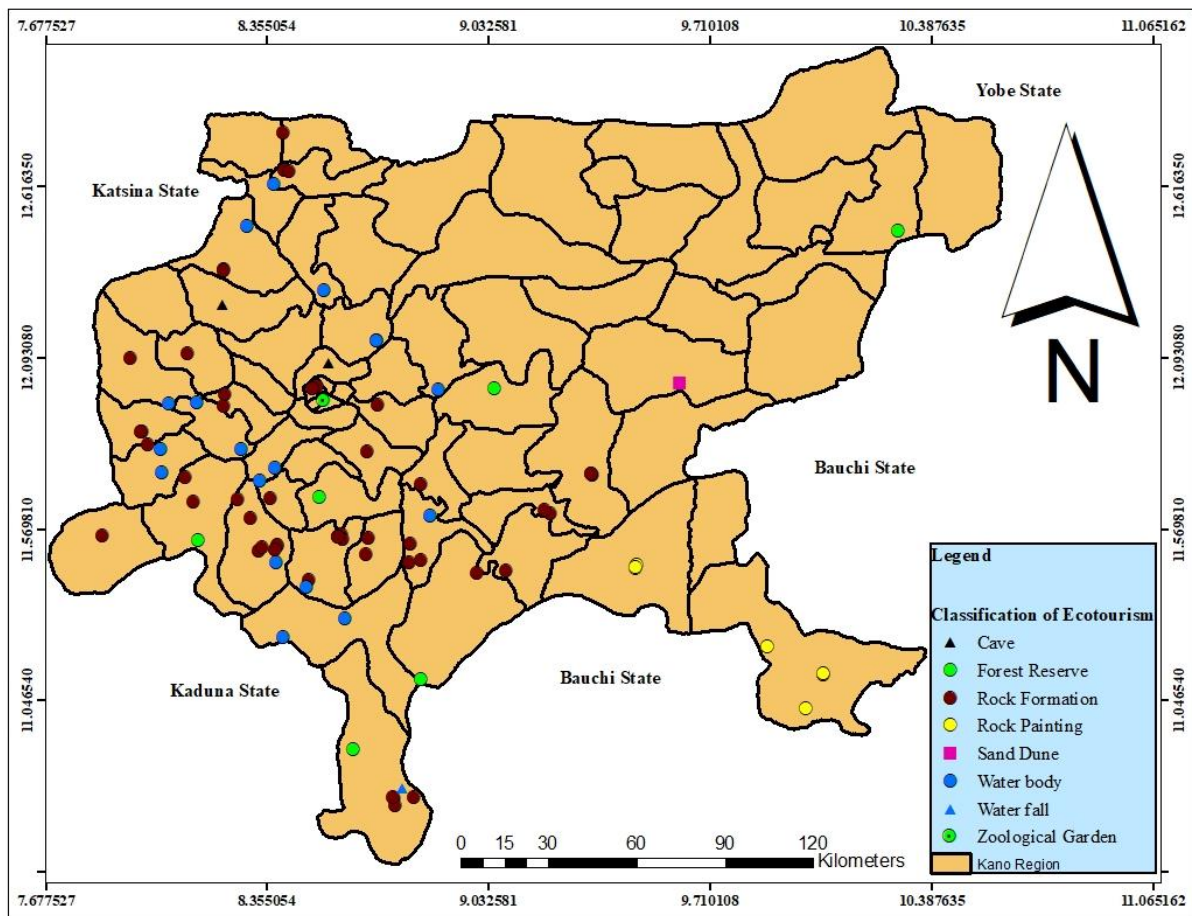 7.677527 8.355054 9.032581 9.710108 10.387635 11.065162
Yobe State
12.616350 Katsina State 12.616350
12.093080 12.093080
N
Bauchi State
11.569810 11.569810
Legend
Classification of Ecotourism
Cave
Forest Reserve
Rock Formation
Rock Painting
Sand Dune
Water body
Water fall
Zoological Garden
Kano Region
Bauchi State
Kaduna State
11.046540 11.046540
0 15 30 60 90 120
Kilometers
7.677527 8.355054 9.032581 9.710108 10.387635 11.065162